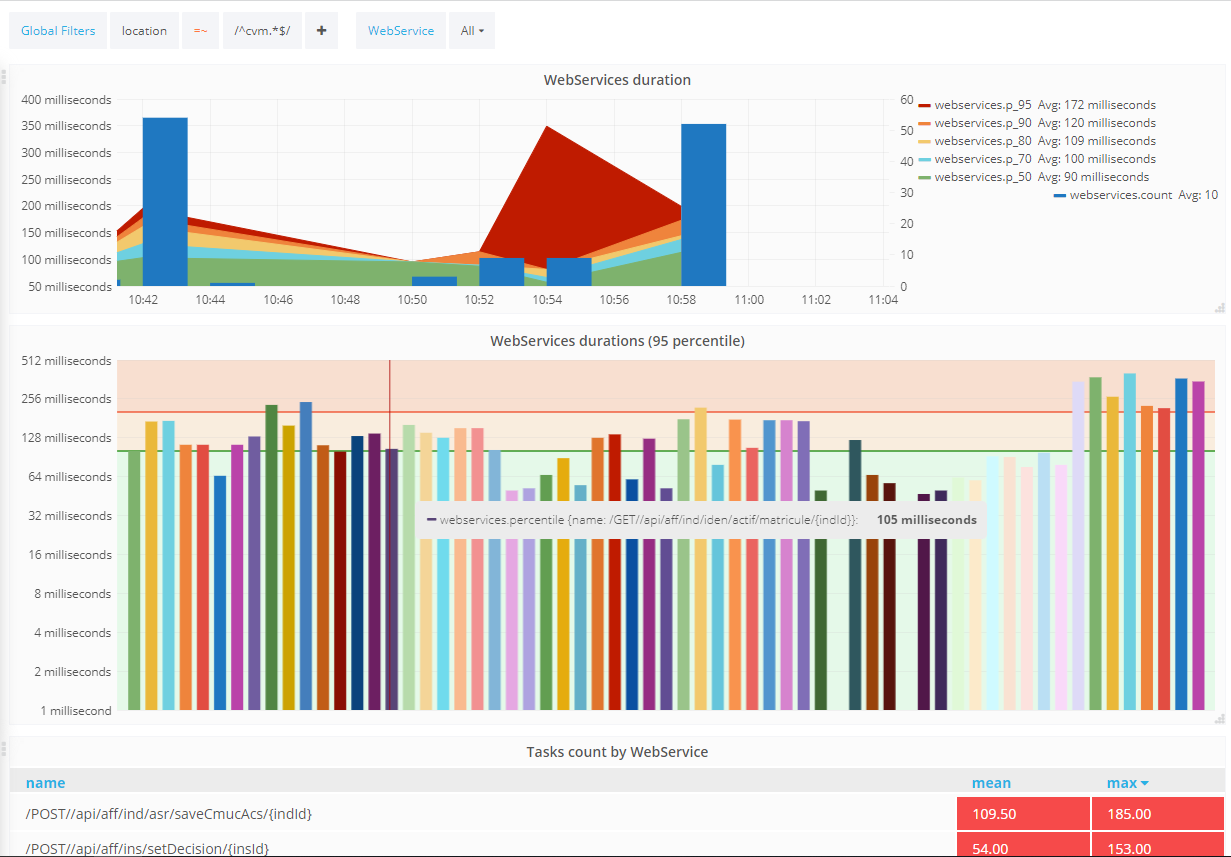 Global Filters location =~ /^cvm.*$/ + WebService All
WebServices duration
400 milliseconds
350 milliseconds
300 milliseconds
250 milliseconds
200 milliseconds
150 milliseconds
100 milliseconds
50 milliseconds
60
50
40
30
20
10
0
10:42 10:44 10:46 10:48 10:50 10:52 10:54 10:56 10:58 11:00 11:02 11:04
webservices.p_95 Avg: 172 milliseconds
webservices.p_90 Avg: 120 milliseconds
webservices.p_80 Avg: 109 milliseconds
webservices.p_70 Avg: 100 milliseconds
webservices.p_50 Avg: 90 milliseconds
webservices.count Avg: 10
WebServices durations (95 percentile)
512 milliseconds
256 milliseconds
128 milliseconds
64 milliseconds
32 milliseconds
16 milliseconds
8 milliseconds
4 milliseconds
2 milliseconds
1 millisecond
webservices.percentile {name: /GET//api/aff/ind/iden/actif/matricule/{indId}}: 105 milliseconds
Tasks count by WebService
name mean max
/POST//api/aff/ind/asr/saveCmucAcs/{indId} 109.50 185.00
/POST//api/aff/ins/setDecision/{insId} 54.00 153.00